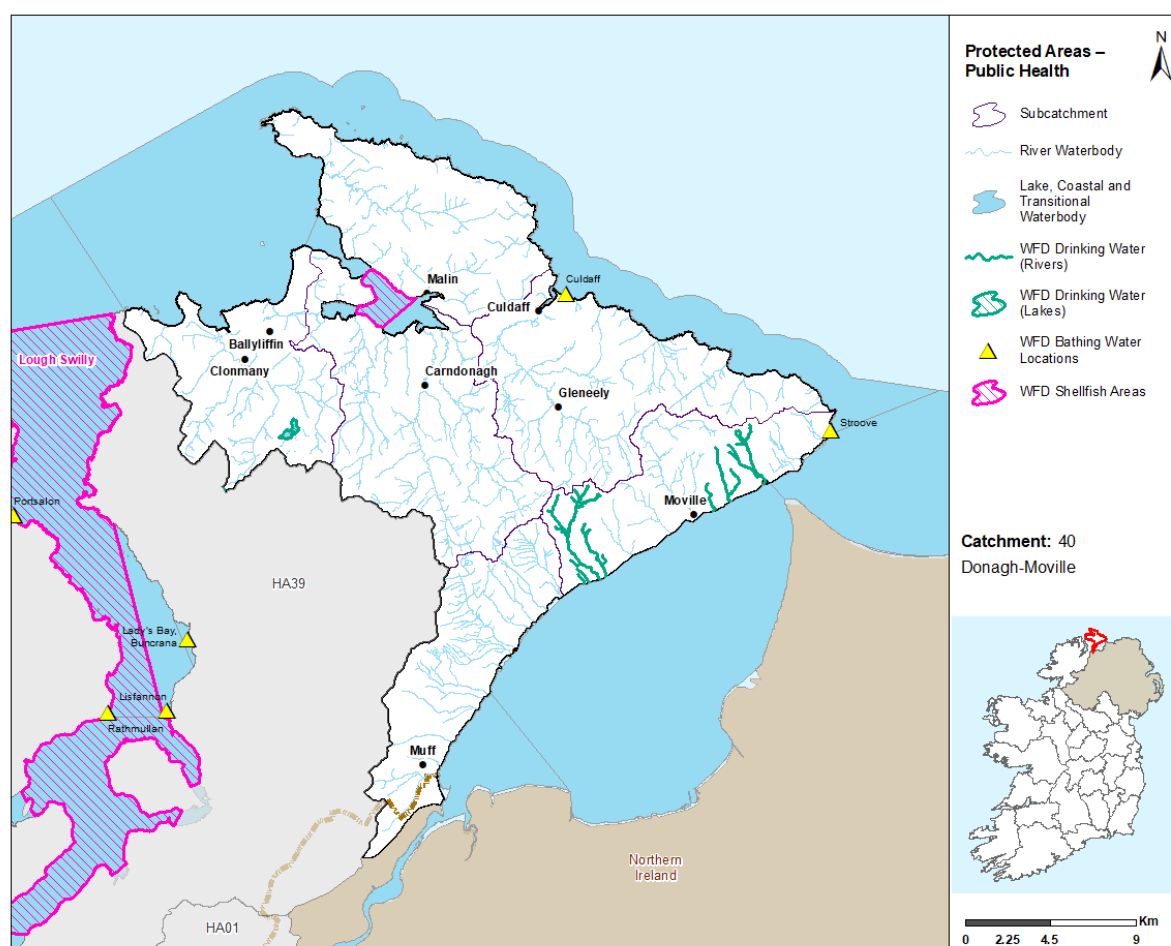 Malin
Culdaff
Culdaff
Ballyliffin
Clonmany
Carndonagh
Gleneely
Lough Swilly
Stroove
Moville
Portsalon
HA39
Lady's Bay,
Buncrana
Lisfannon
Rathmullan
Muff
Northern
Ireland
HA01
Protected Areas –
Public Health
N
Subcatchment
River Waterbody
Lake, Coastal and
Transitional
Waterbody
WFD Drinking Water
(Rivers)
WFD Drinking Water
(Lakes)
WFD Bathing Water
Locations
WFD Shellfish Areas
Catchment: 40
Donagh-Moville
Km
0 2.25 4.5 9